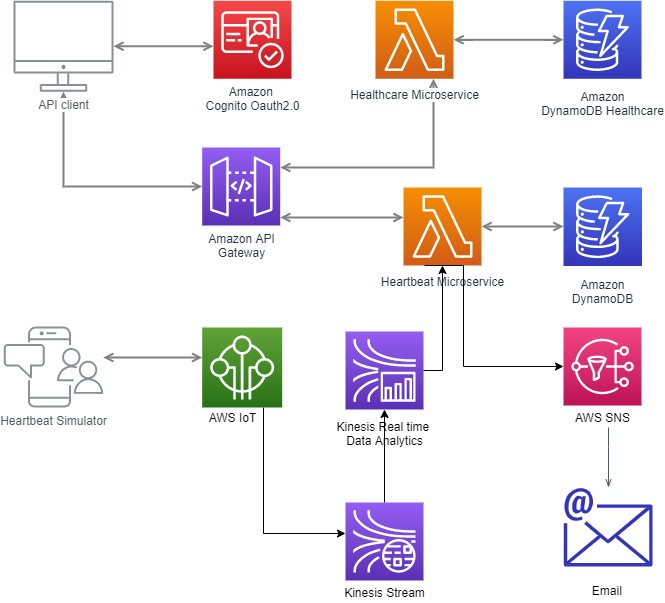 API client
Amazon
Cognito Oauth2.0
Healthcare Microservice
Amazon
DynamoDB Healthcare
</>
Amazon API
Gateway
Heartbeat Microservice
Amazon
DynamoDB
Heartbeat Simulator
AWS IoT
Kinesis Real time
Data Analytics
AWS SNS
Kinesis Stream
@
Email